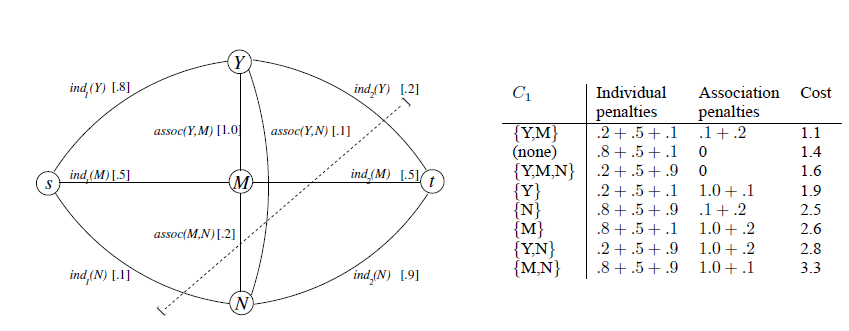 Y
ind₁(Y) [.8]
ind₂(Y) [.2]
assoc(Y,M) [1.0]
assoc(Y,N) [.1]
ind₁(M) [.5]
ind₂(M) [.5]
s
M
t
assoc(M,N) [.2]
ind₁(N) [.1]
ind₂(N) [.9]
N
C₁ Individual penalties Association penalties Cost
{Y,M} .2 + .5 + .1 .1 + .2 1.1
(none) .8 + .5 + .1 0 1.4
{Y,M,N} .2 + .5 + .9 0 1.6
{Y} .2 + .5 + .1 1.0 + .1 1.9
{N} .8 + .5 + .9 .1 + .2 2.5
{M} .8 + .5 + .1 1.0 + .2 2.6
{Y,N} .2 + .5 + .9 1.0 + .2 2.8
{M,N} .8 + .5 + .9 1.0 + .1 3.3